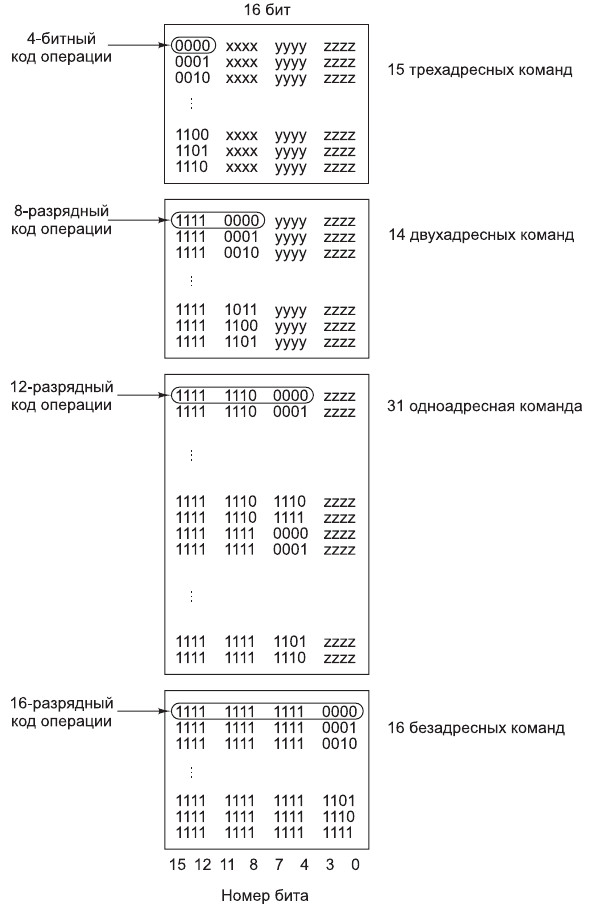 16 бит
4-битный
код операции
0000 xxxx yyyy zzzz
0001 xxxx yyyy zzzz
0010 xxxx yyyy zzzz
⋮
1100 xxxx yyyy zzzz
1101 xxxx yyyy zzzz
1110 xxxx yyyy zzzz
15 трехадресных команд
8-разрядный
код операции
1111 0000 yyyy zzzz
1111 0001 yyyy zzzz
1111 0010 yyyy zzzz
⋮
1111 1011 yyyy zzzz
1111 1100 yyyy zzzz
1111 1101 yyyy zzzz
14 двухадресных команд
12-разрядный
код операции
1111 1110 0000 zzzz
1111 1110 0001 zzzz
⋮
1111 1110 1110 zzzz
1111 1110 1111 zzzz
1111 1111 0000 zzzz
1111 1111 0001 zzzz
⋮
1111 1111 1101 zzzz
1111 1111 1110 zzzz
31 одноадресная команда
16-разрядный
код операции
1111 1111 1111 0000
1111 1111 1111 0001
1111 1111 1111 0010
⋮
1111 1111 1111 1101
1111 1111 1111 1110
1111 1111 1111 1111
16 безадресных команд
15 12 11 8 7 4 3 0
Номер бита